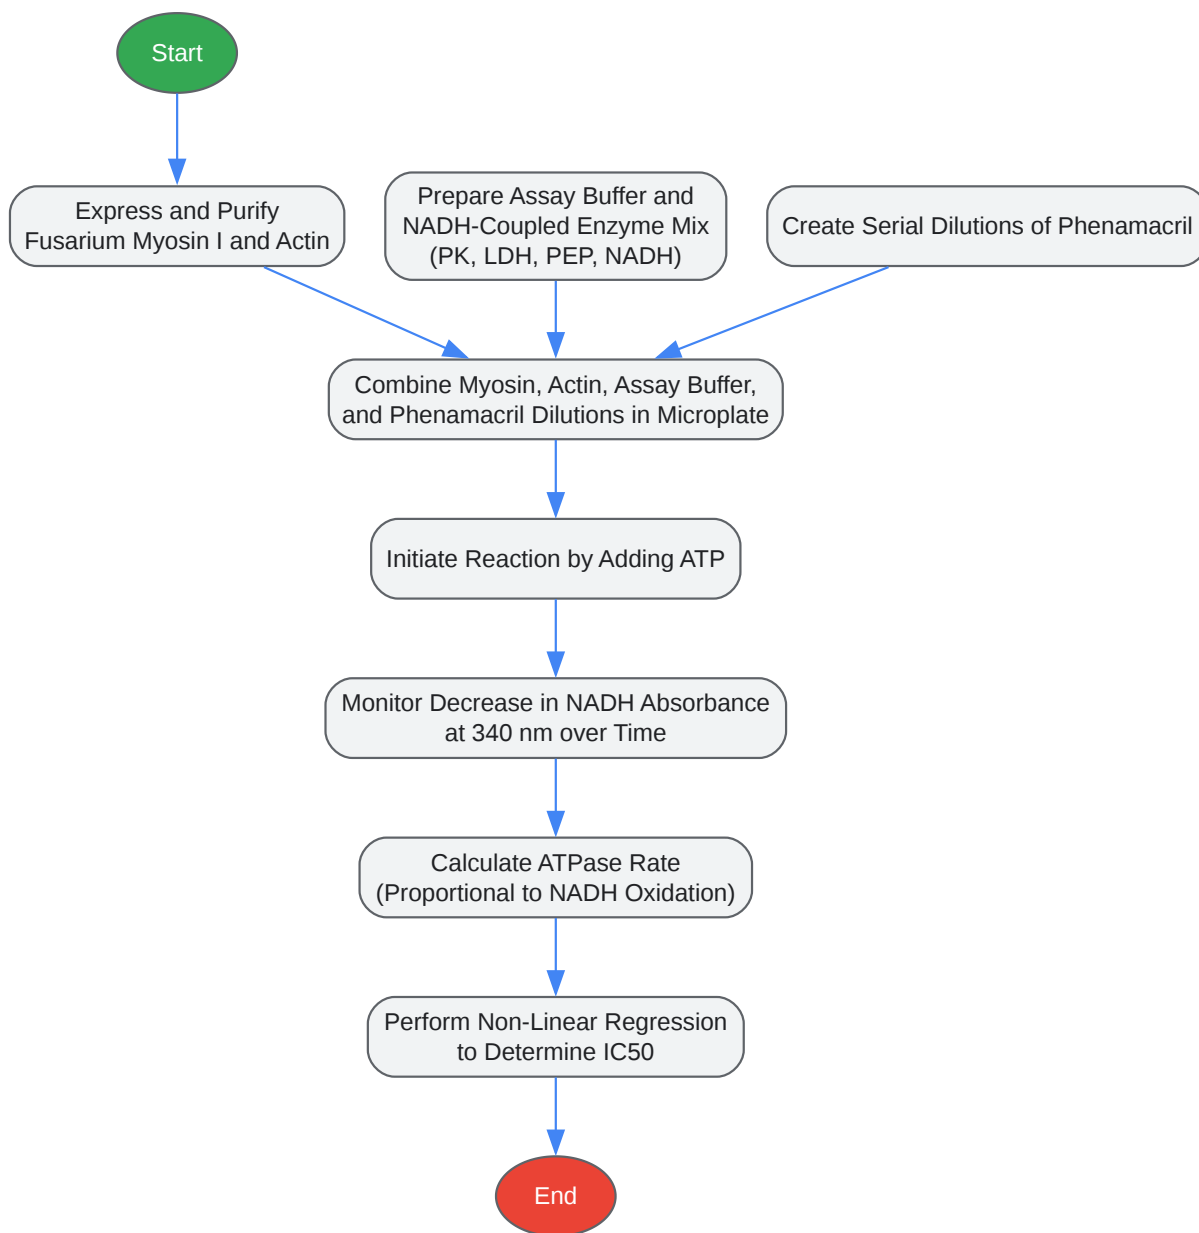 Start
Express and Purify
Fusarium Myosin I and Actin
Prepare Assay Buffer and
NADH-Coupled Enzyme Mix
(PK, LDH, PEP, NADH)
Create Serial Dilutions of Phenamacril
Combine Myosin, Actin, Assay Buffer,
and Phenamacril Dilutions in Microplate
Initiate Reaction by Adding ATP
Monitor Decrease in NADH Absorbance
at 340 nm over Time
Calculate ATPase Rate
(Proportional to NADH Oxidation)
Perform Non-Linear Regression
to Determine IC50
End